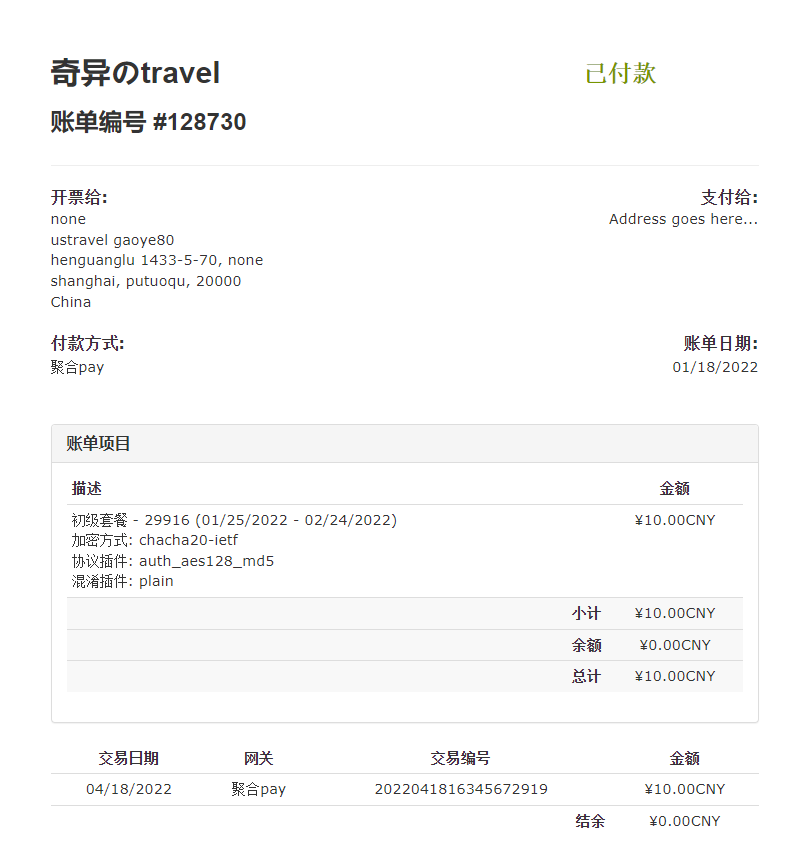 奇异のtravel
已付款
账单编号 #128730
开票给:
none
ustravel gaoye80
henguanglu 1433-5-70, none
shanghai, putuoqu, 20000
China
支付给:
Address goes here...
付款方式:
聚合pay
账单日期:
01/18/2022
账单项目
描述 金额
初级套餐 - 29916 (01/25/2022 - 02/24/2022) ¥10.00CNY
加密方式: chacha20-ietf
协议插件: auth_aes128_md5
混淆插件: plain
小计 ¥10.00CNY
余额 ¥0.00CNY
总计 ¥10.00CNY
交易日期 网关 交易编号 金额
04/18/2022 聚合pay 2022041816345672919 ¥10.00CNY
结余 ¥0.00CNY